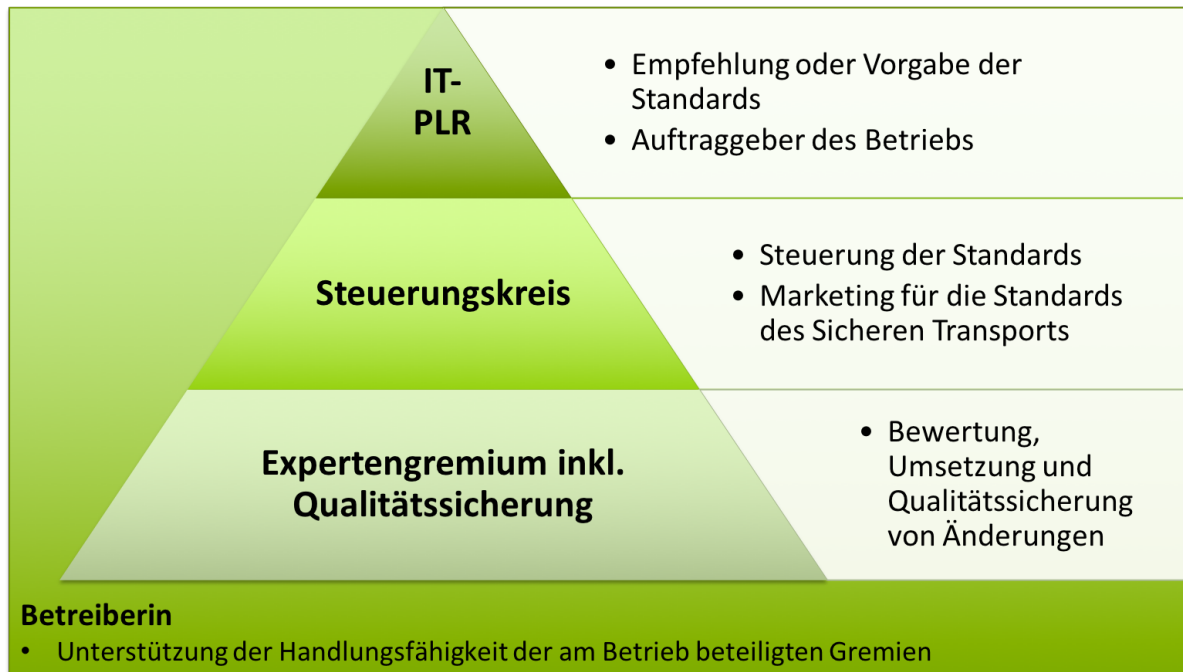 IT-
PLR
• Empfehlung oder Vorgabe der
Standards
• Auftraggeber des Betriebs
Steuerungskreis
• Steuerung der Standards
• Marketing für die Standards
des Sicheren Transports
Expertengremium inkl.
Qualitätssicherung
• Bewertung,
Umsetzung und
Qualitätssicherung
von Änderungen
Betreiberin
• Unterstützung der Handlungsfähigkeit der am Betrieb beteiligten Gremien